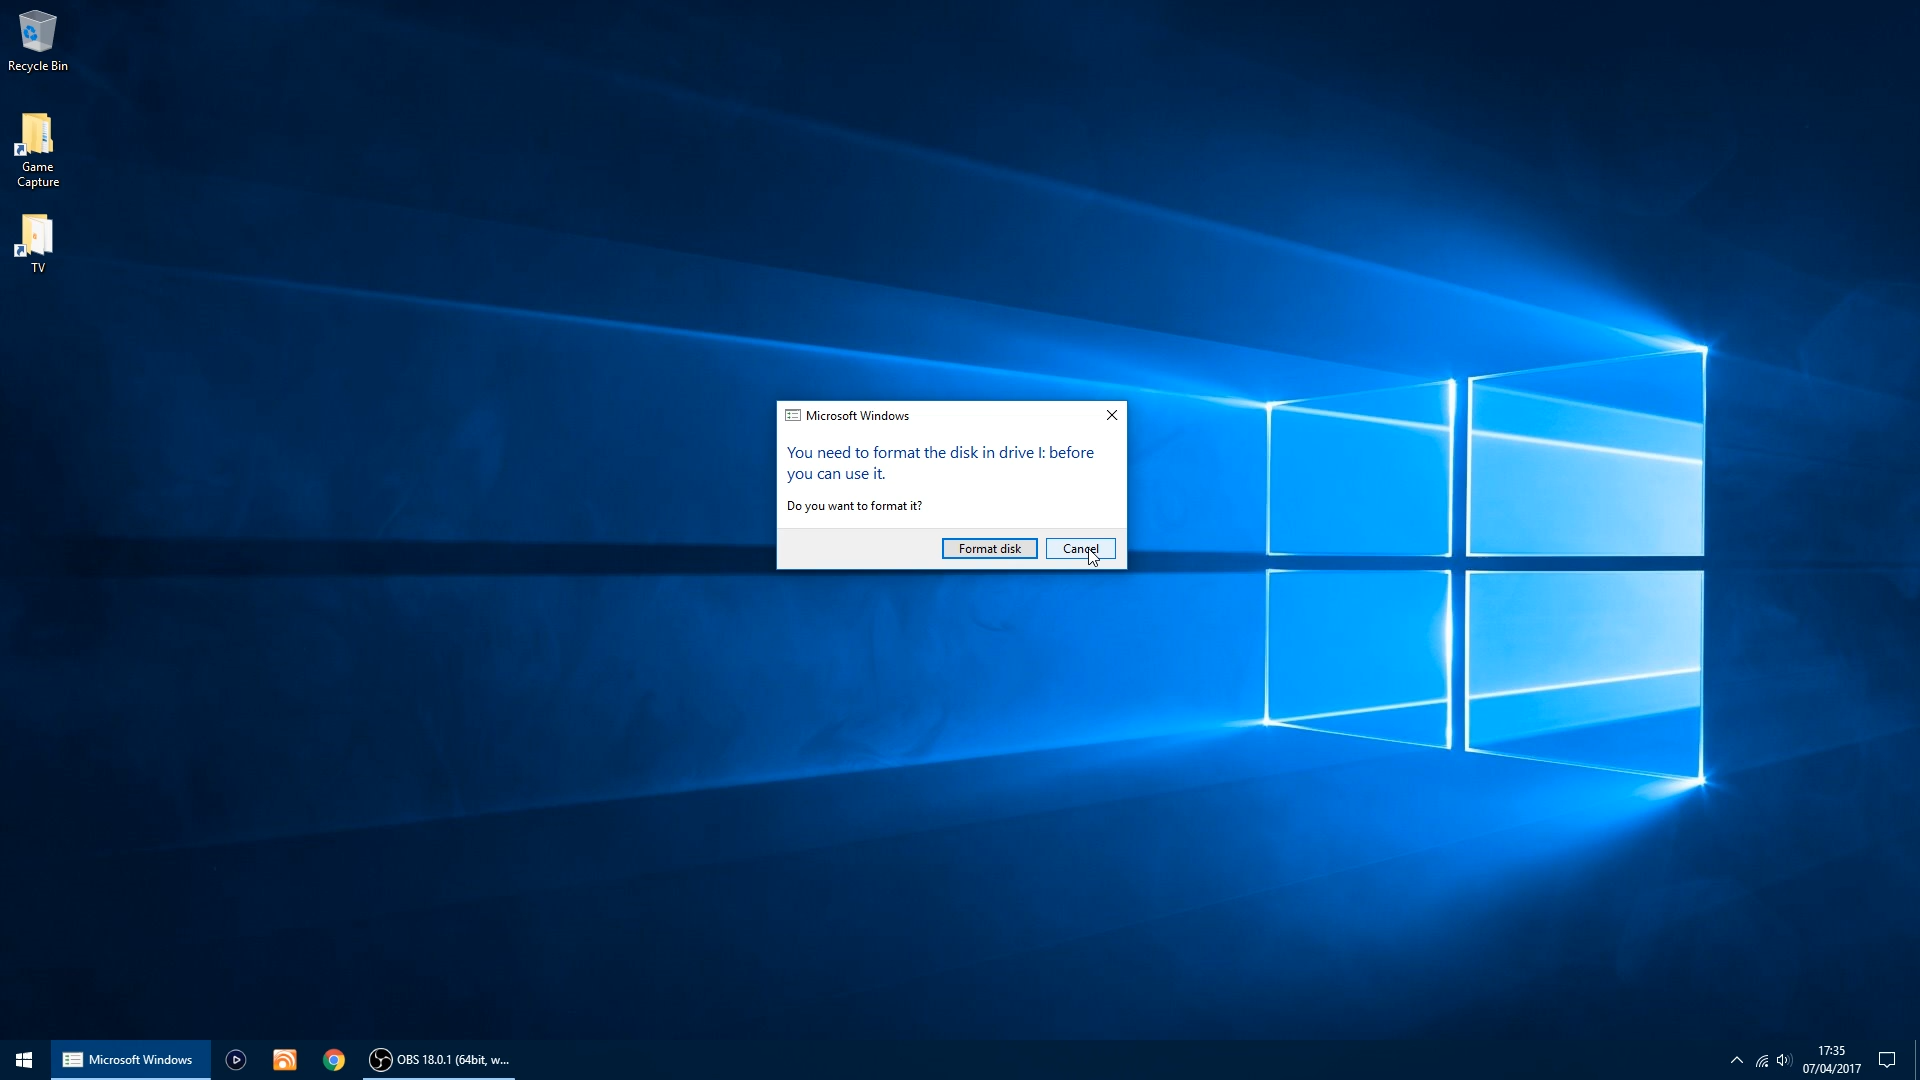 Recycle Bin
Game
Capture
TV
Microsoft Windows
You need to format the disk in drive I: before
you can use it.
Do you want to format it?
Format disk
Cancel
Microsoft Windows
OBS 18.0.1 (64bit, w...
17:35
07/04/2017